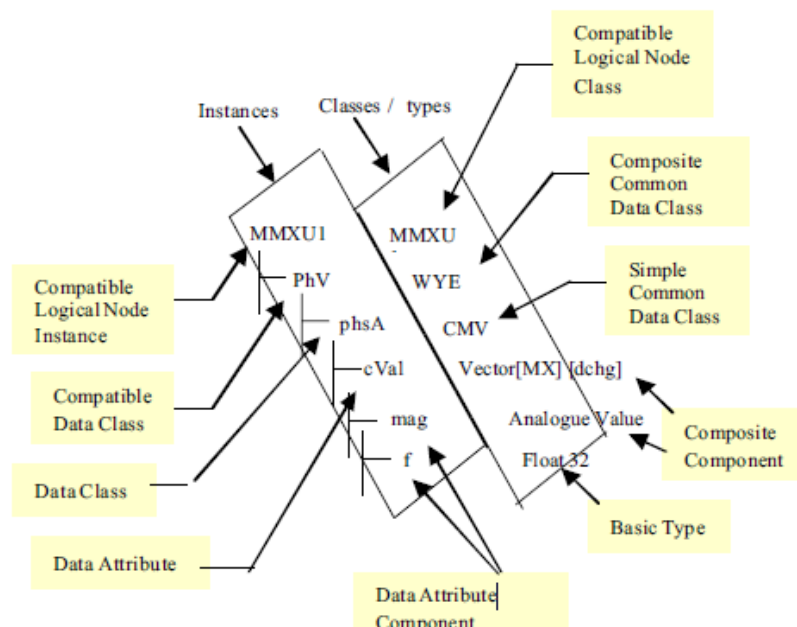 Compatible
Logical Node
Class
Instances
Classes / types
Composite
Common
Data Class
MMXU1
MMXU
PhV
WYE
Simple
Common
Data Class
Compatible
Logical Node
Instance
phsA
CMV
cVal
Vector[MX] [dchg]
Compatible
Data Class
mag
Analogue Value
Composite
Component
f
Float 32
Data Class
Basic Type
Data Attribute
Data Attribute
Component